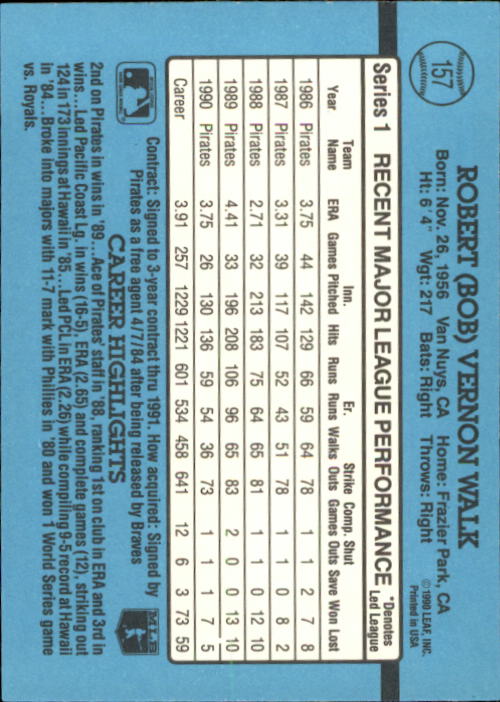 157
ROBERT (BOB) VERNON WALK
Born: Nov. 26, 1956 Van Nuys, CA Home: Frazier Park, CA
Ht: 6' 4" Wgt: 217 Bats: Right Throws: Right
©1990 LEAF, INC.
Printed in USA
Series 1 RECENT MAJOR LEAGUE PERFORMANCE *Denotes Led League
Year Team Name ERA Games Inn. Pitched Hits Runs Er. Runs Walks Strike Outs Comp. Games Shut Outs Save Won Lost
1986 Pirates 3.75 44 142 129 66 59 64 78 1 1 2 7 8
1987 Pirates 3.31 39 117 107 52 43 51 78 1 1 0 8 2
1988 Pirates 2.71 32 213 183 75 64 65 81 1 1 0 12 10
1989 Pirates 4.41 33 196 208 106 96 65 83 2 0 0 13 10
1990 Pirates 3.75 26 130 136 59 54 36 73 1 1 1 7 5
Career 3.91 257 1229 1221 601 534 458 641 12 6 3 73 59
Contract: Signed to 3-year contract thru 1991. How acquired: Signed by
Pirates as a free agent 4/7/84 after being released by Braves
MLB
CAREER HIGHLIGHTS
2nd on Pirates in wins in '89...Ace of Pirates' staff in '88, ranking 1st on club in ERA and 3rd in
wins...Led Pacific Coast Lg. in wins (16-5), ERA (2.65) and complete games (12), striking out
124 in 173 innings at Hawaii in '85...Led PCL in ERA (2.26) while compiling 9-5 record at Hawaii
in '84...Broke into majors with 11-7 mark with Phillies in '80 and won 1 World Series game
vs. Royals.